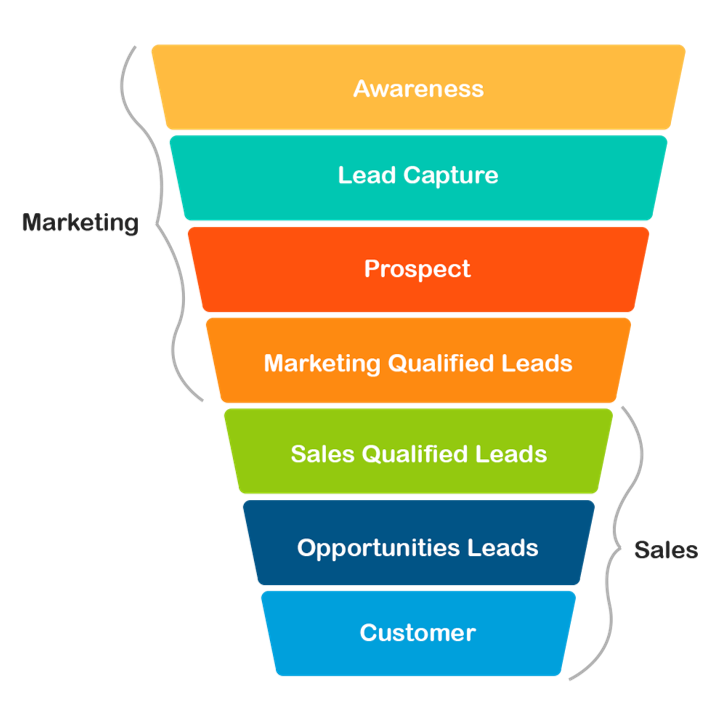 Awareness
Lead Capture
Marketing
Prospect
Marketing Qualified Leads
Sales Qualified Leads
Opportunities Leads
Sales
Customer